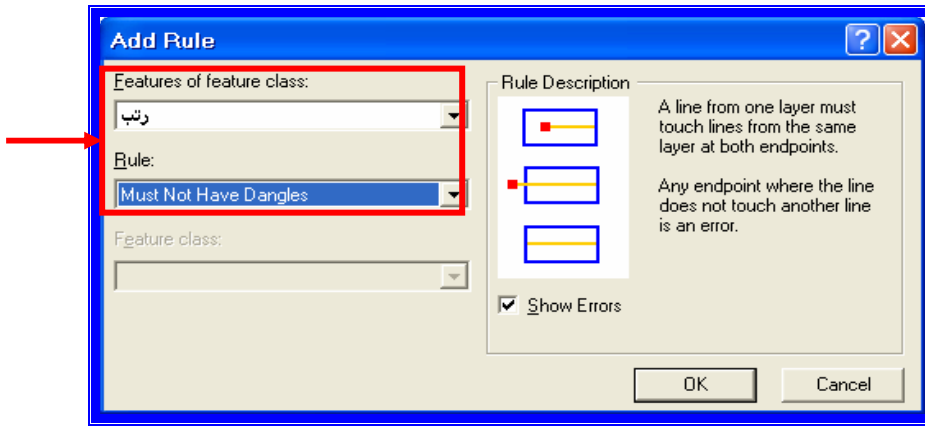 Add Rule
Features of feature class:
رتب
Rule:
Must Not Have Dangles
Feature class:
Rule Description
A line from one layer must
touch lines from the same
layer at both endpoints.
Any endpoint where the line
does not touch another line
is an error.
Show Errors
OK
Cancel